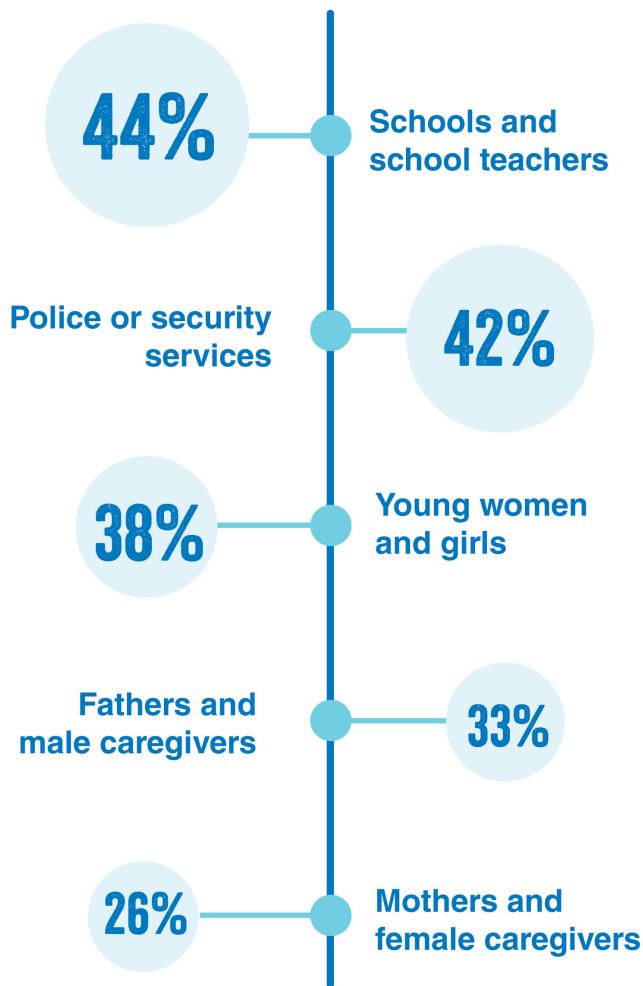 44%
Schools and
school teachers
Police or security
services
42%
38%
Young women
and girls
Fathers and
male caregivers
33%
26%
Mothers and
female caregivers